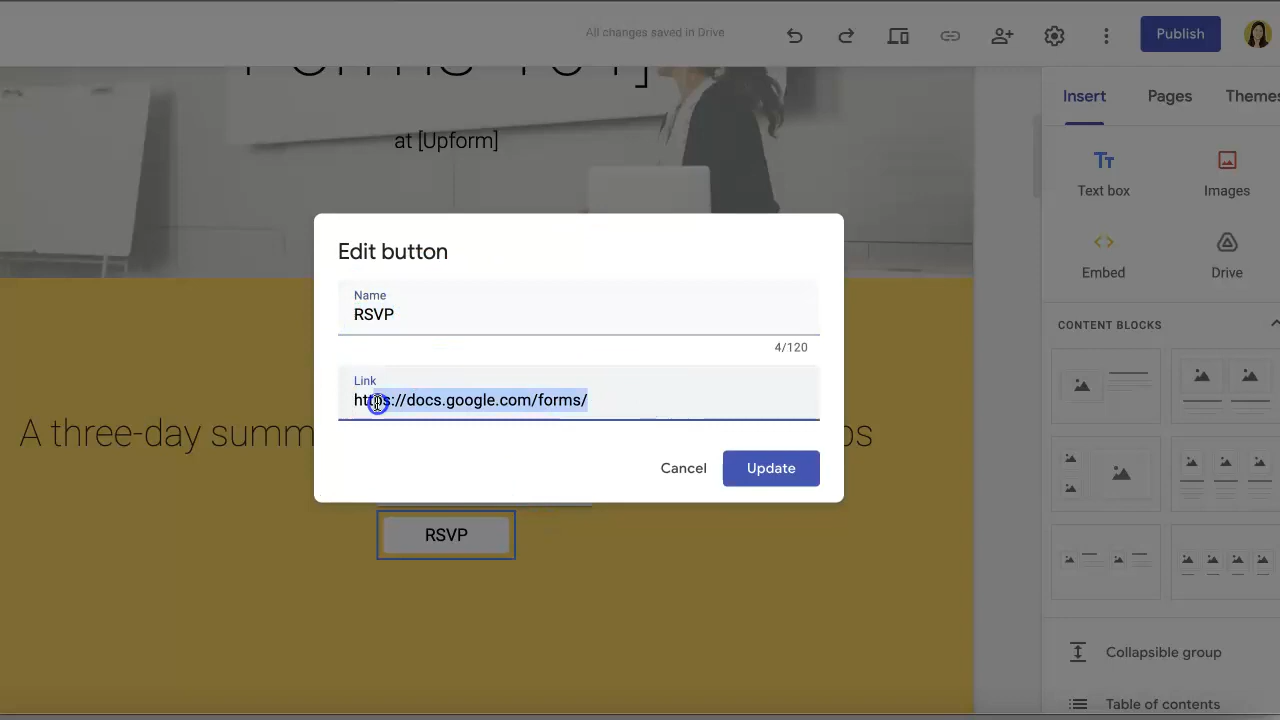 All changes saved in Drive
Publish
at [Upform]
Insert
Pages
Themes
Text box
Images
Embed
Drive
Edit button
Name
RSVP
4/120
Link
https://docs.google.com/forms/
Cancel
Update
CONTENT BLOCKS
A three-day summ
ps
RSVP
Collapsible group
Table of contents